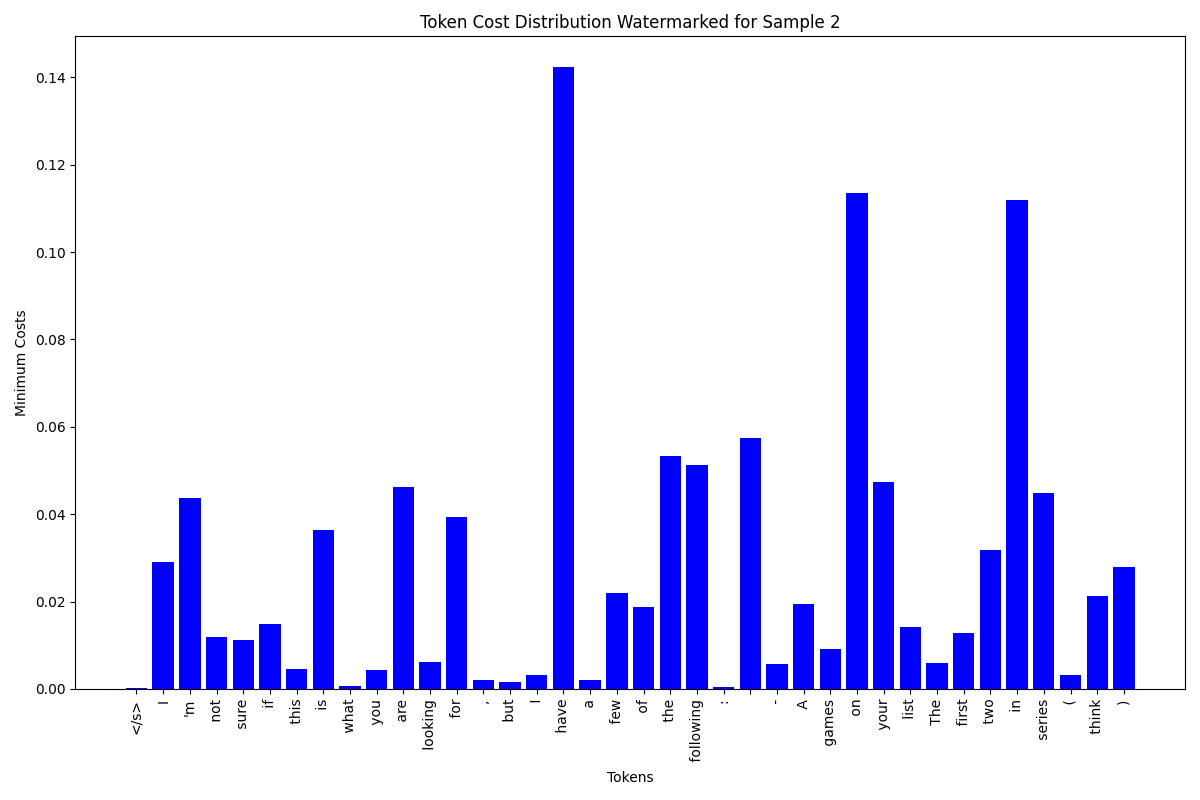 Token Cost Distribution Watermarked for Sample 2
0.14
0.12
0.10
0.08
0.06
0.04
0.02
0.00
Minimum Costs
</s>
I
'm
not
sure
if
this
is
what
you
are
looking
for
,
but
I
have
a
few
of
the
following
:
-
A
games
on
your
list
The
first
two
in
series
(
think
)
Tokens